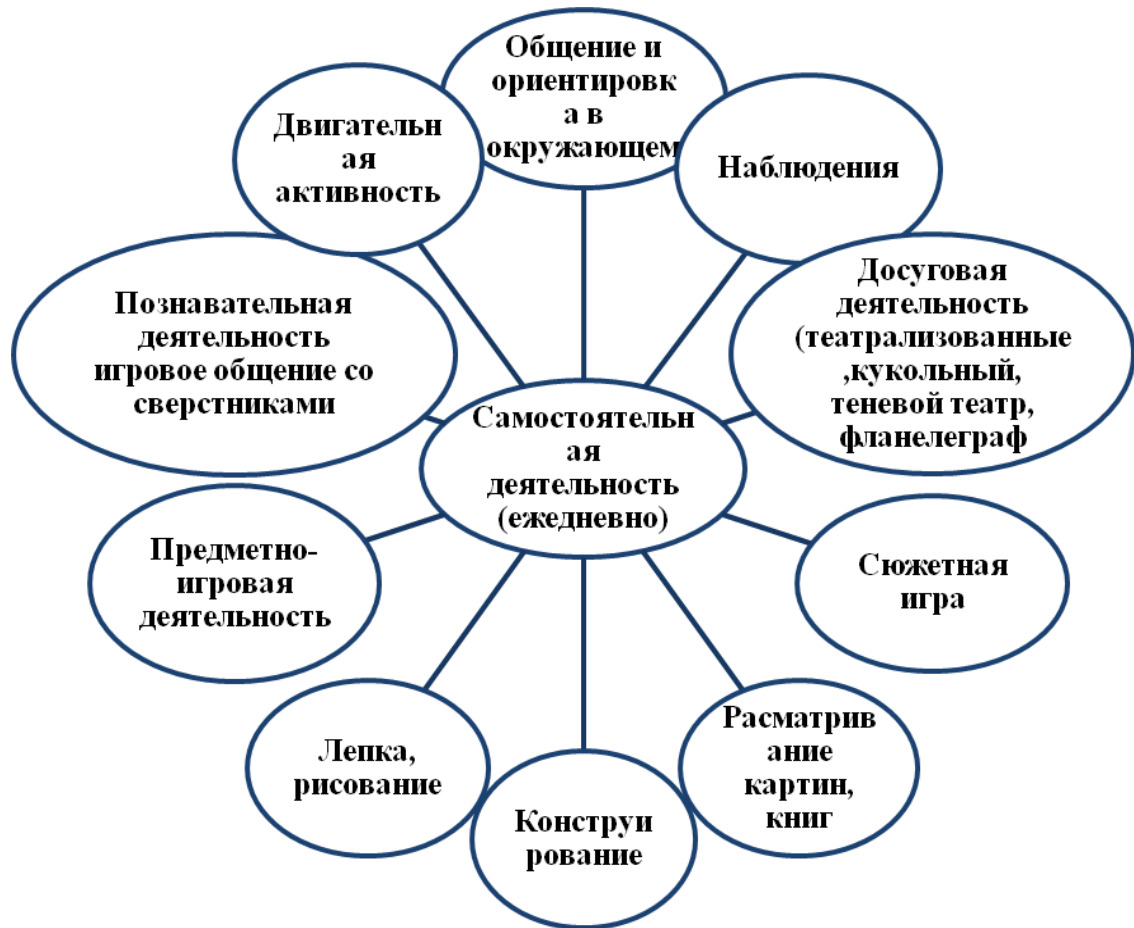 Общение и
ориентировк
а в
окружающем
Двигательн
ая
активность
Наблюдения
Познавательная
деятельность
игровое общение со
сверстниками
Досуговая
деятельность
(театрализованные
,кукольный,
теневой театр,
фланелеграф
Самостоятельн
ая
деятельность
(ежедневно)
Предметно-
игровая
деятельность
Сюжетная
игра
Лепка,
рисование
Расматрив
ание
картин,
книг
Конструи
рование